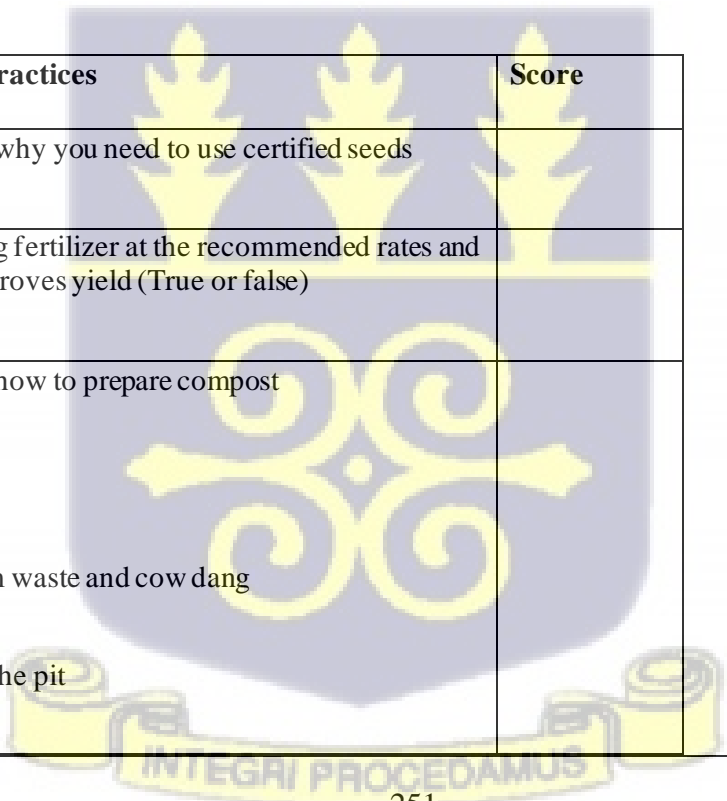 ractices Score
why you need to use certified seeds
g fertilizer at the recommended rates and
roves yield (True or false)
how to prepare compost
n waste and cow dang
he pit
INTEGRI PROCEDAMUS
251